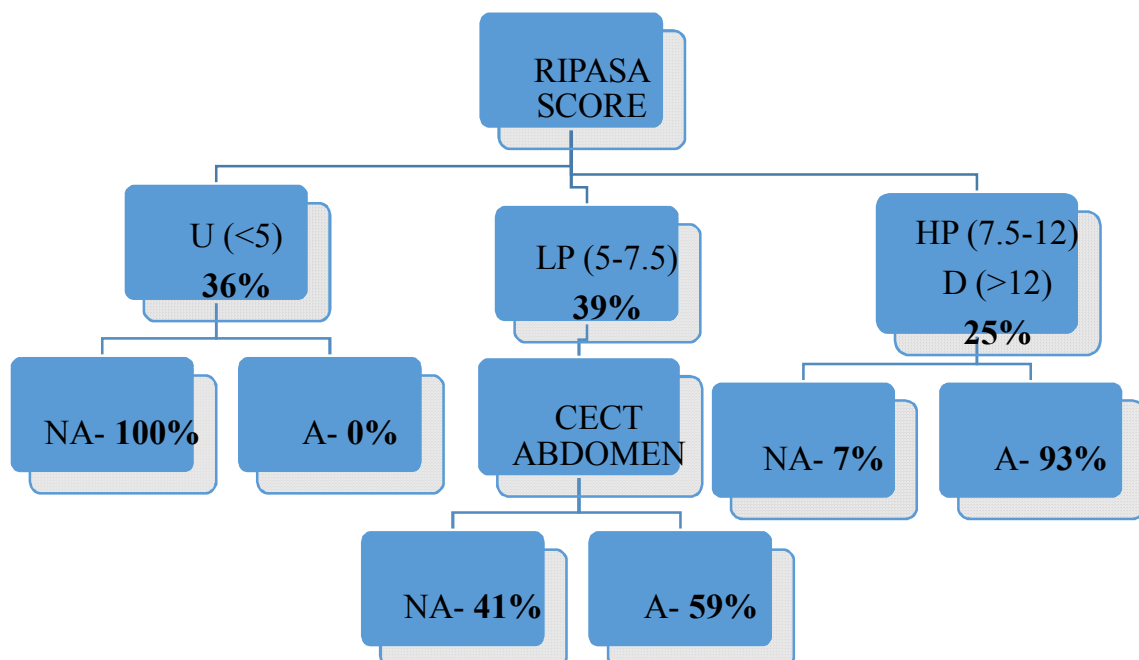 RIPASA
SCORE
U (<5)
36%
LP (5-7.5)
39%
HP (7.5-12)
D (>12)
25%
NA- 100%
A- 0%
CECT
ABDOMEN
NA- 7%
A- 93%
NA- 41%
A- 59%